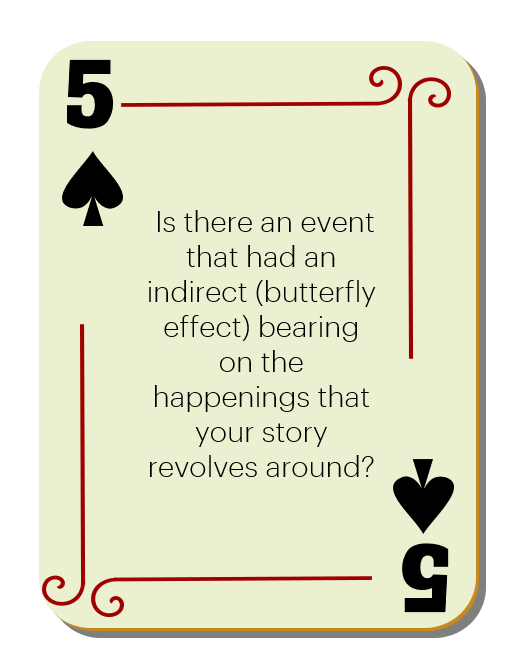 5
Is there an event
that had an
indirect (butterfly
effect) bearing
on the
happenings that
your story
revolves around?
5